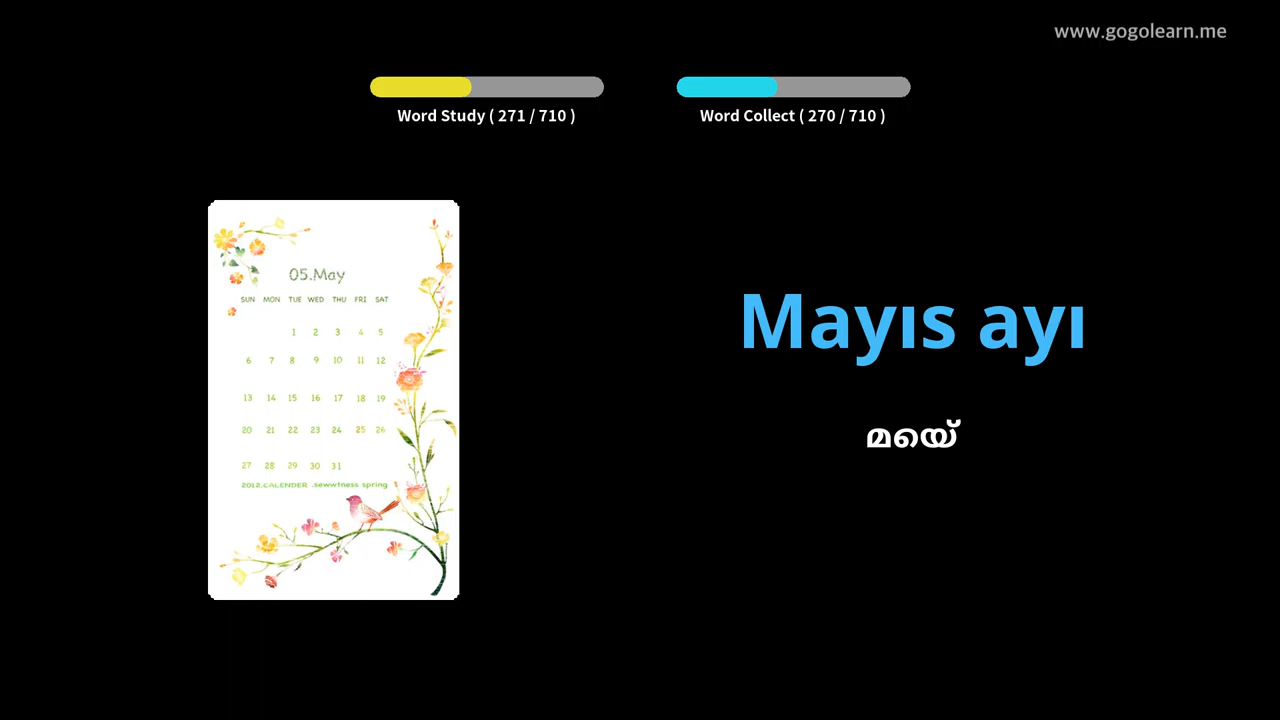 www.gogolearn.me
Word Study ( 271 / 710 )
Word Collect ( 270 / 710 )
05.May
SUN MON TUE WED THU FRI SAT
1 2 3 4 5
6 7 8 9 10 11 12
13 14 15 16 17 18 19
20 21 22 23 24 25 26
27 28 29 30 31
2012.CALENDER .sewwtness spring
Mayıs ayı
മയെ്